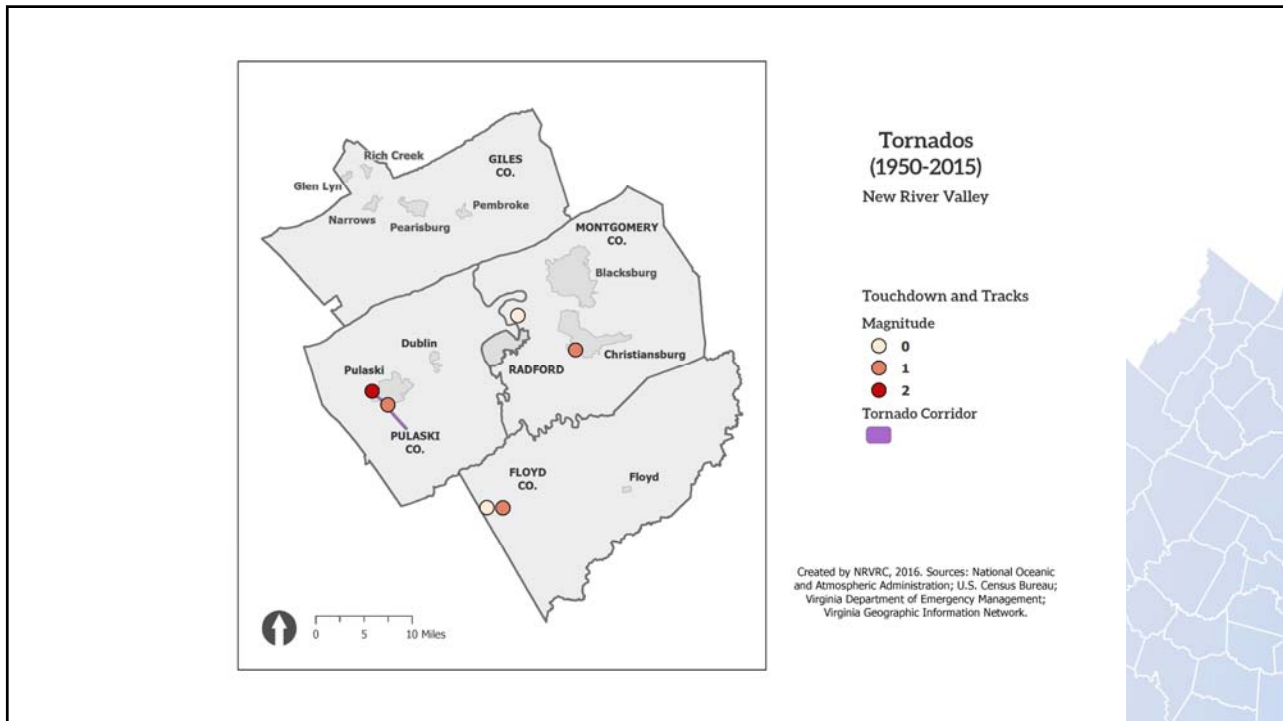 Rich Creek
GILES
CO.
Glen Lyn
Narrows
Pearisburg
Pembroke
MONTGOMERY
CO.
Blacksburg
Dublin
Pulaski
RADFORD
Christiansburg
PULASKI
CO.
FLOYD
CO.
Floyd
0 5 10 Miles
Tornados
(1950-2015)
New River Valley
Touchdown and Tracks
Magnitude
0
1
2
Tornado Corridor
Created by NRVRC, 2016. Sources: National Oceanic
and Atmospheric Administration; U.S. Census Bureau;
Virginia Department of Emergency Management;
Virginia Geographic Information Network.